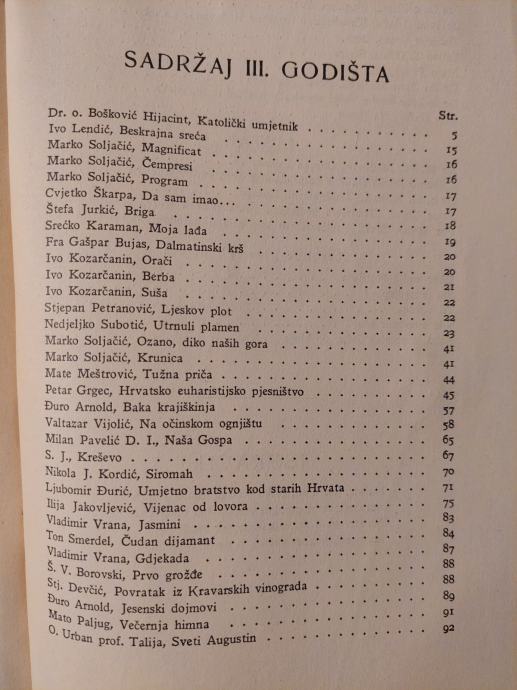 SADRŽAJ III. GODIŠTA
Str.
Dr. o. Bošković Hijacint, Katolički umjetnik . . . . . . . . . 5
Ivo Lendić, Beskrajna sreća . . . . . . . . . 15
Marko Soljačić, Magnificat . . . . . . . . . 16
Marko Soljačić, Čempresi . . . . . . . . . 16
Marko Soljačić, Program . . . . . . . . . 17
Cvjetko Škarpa, Da sam imao... . . . . . . . . . 17
Štefa Jurkić, Briga . . . . . . . . . 18
Srećko Karaman, Moja lađa . . . . . . . . . 19
Fra Gašpar Bujas, Dalmatinski krš . . . . . . . . . 20
Ivo Kozarčanin, Orači . . . . . . . . . 20
Ivo Kozarčanin, Berba . . . . . . . . . 21
Ivo Kozarčanin, Suša . . . . . . . . . 22
Stjepan Petranović, Ljeskov plot . . . . . . . . . 22
Nedjeljko Subotić, Utrnuli plamen . . . . . . . . . 23
Marko Soljačić, Ozano, diko naših gora . . . . . . . . . 41
Marko Soljačić, Krunica . . . . . . . . . 41
Mate Meštrović, Tužna priča . . . . . . . . . 44
Petar Grgec, Hrvatsko euharistijsko pjesništvo . . . . . . . . . 45
Đuro Arnold, Baka krajiškinja . . . . . . . . . 57
Valtazar Vijolić, Na očinskom ognjištu . . . . . . . . . 58
Milan Pavelić D. I., Naša Gospa . . . . . . . . . 65
S. J., Kreševo . . . . . . . . . 67
Nikola J. Kordić, Siromah . . . . . . . . . 70
Ljubomir Đurić, Umjetno bratstvo kod starih Hrvata . . . . . . . . . 71
Ilija Jakovljević, Vijenac od lovora . . . . . . . . . 75
Vladimir Vrana, Jasmini . . . . . . . . . 83
Ton Smerdel, Čudan dijamant . . . . . . . . . 84
Vladimir Vrana, Gdjekada . . . . . . . . . 87
Š. V. Borovski, Prvo grožđe . . . . . . . . . 88
Stj. Devčić, Povratak iz Kravarskih vinograda . . . . . . . . . 88
Đuro Arnold, Jesenski dojmovi . . . . . . . . . 89
Mato Paljug, Večernja himna . . . . . . . . . 91
O. Urban prof. Talija, Sveti Augustin . . . . . . . . . 92